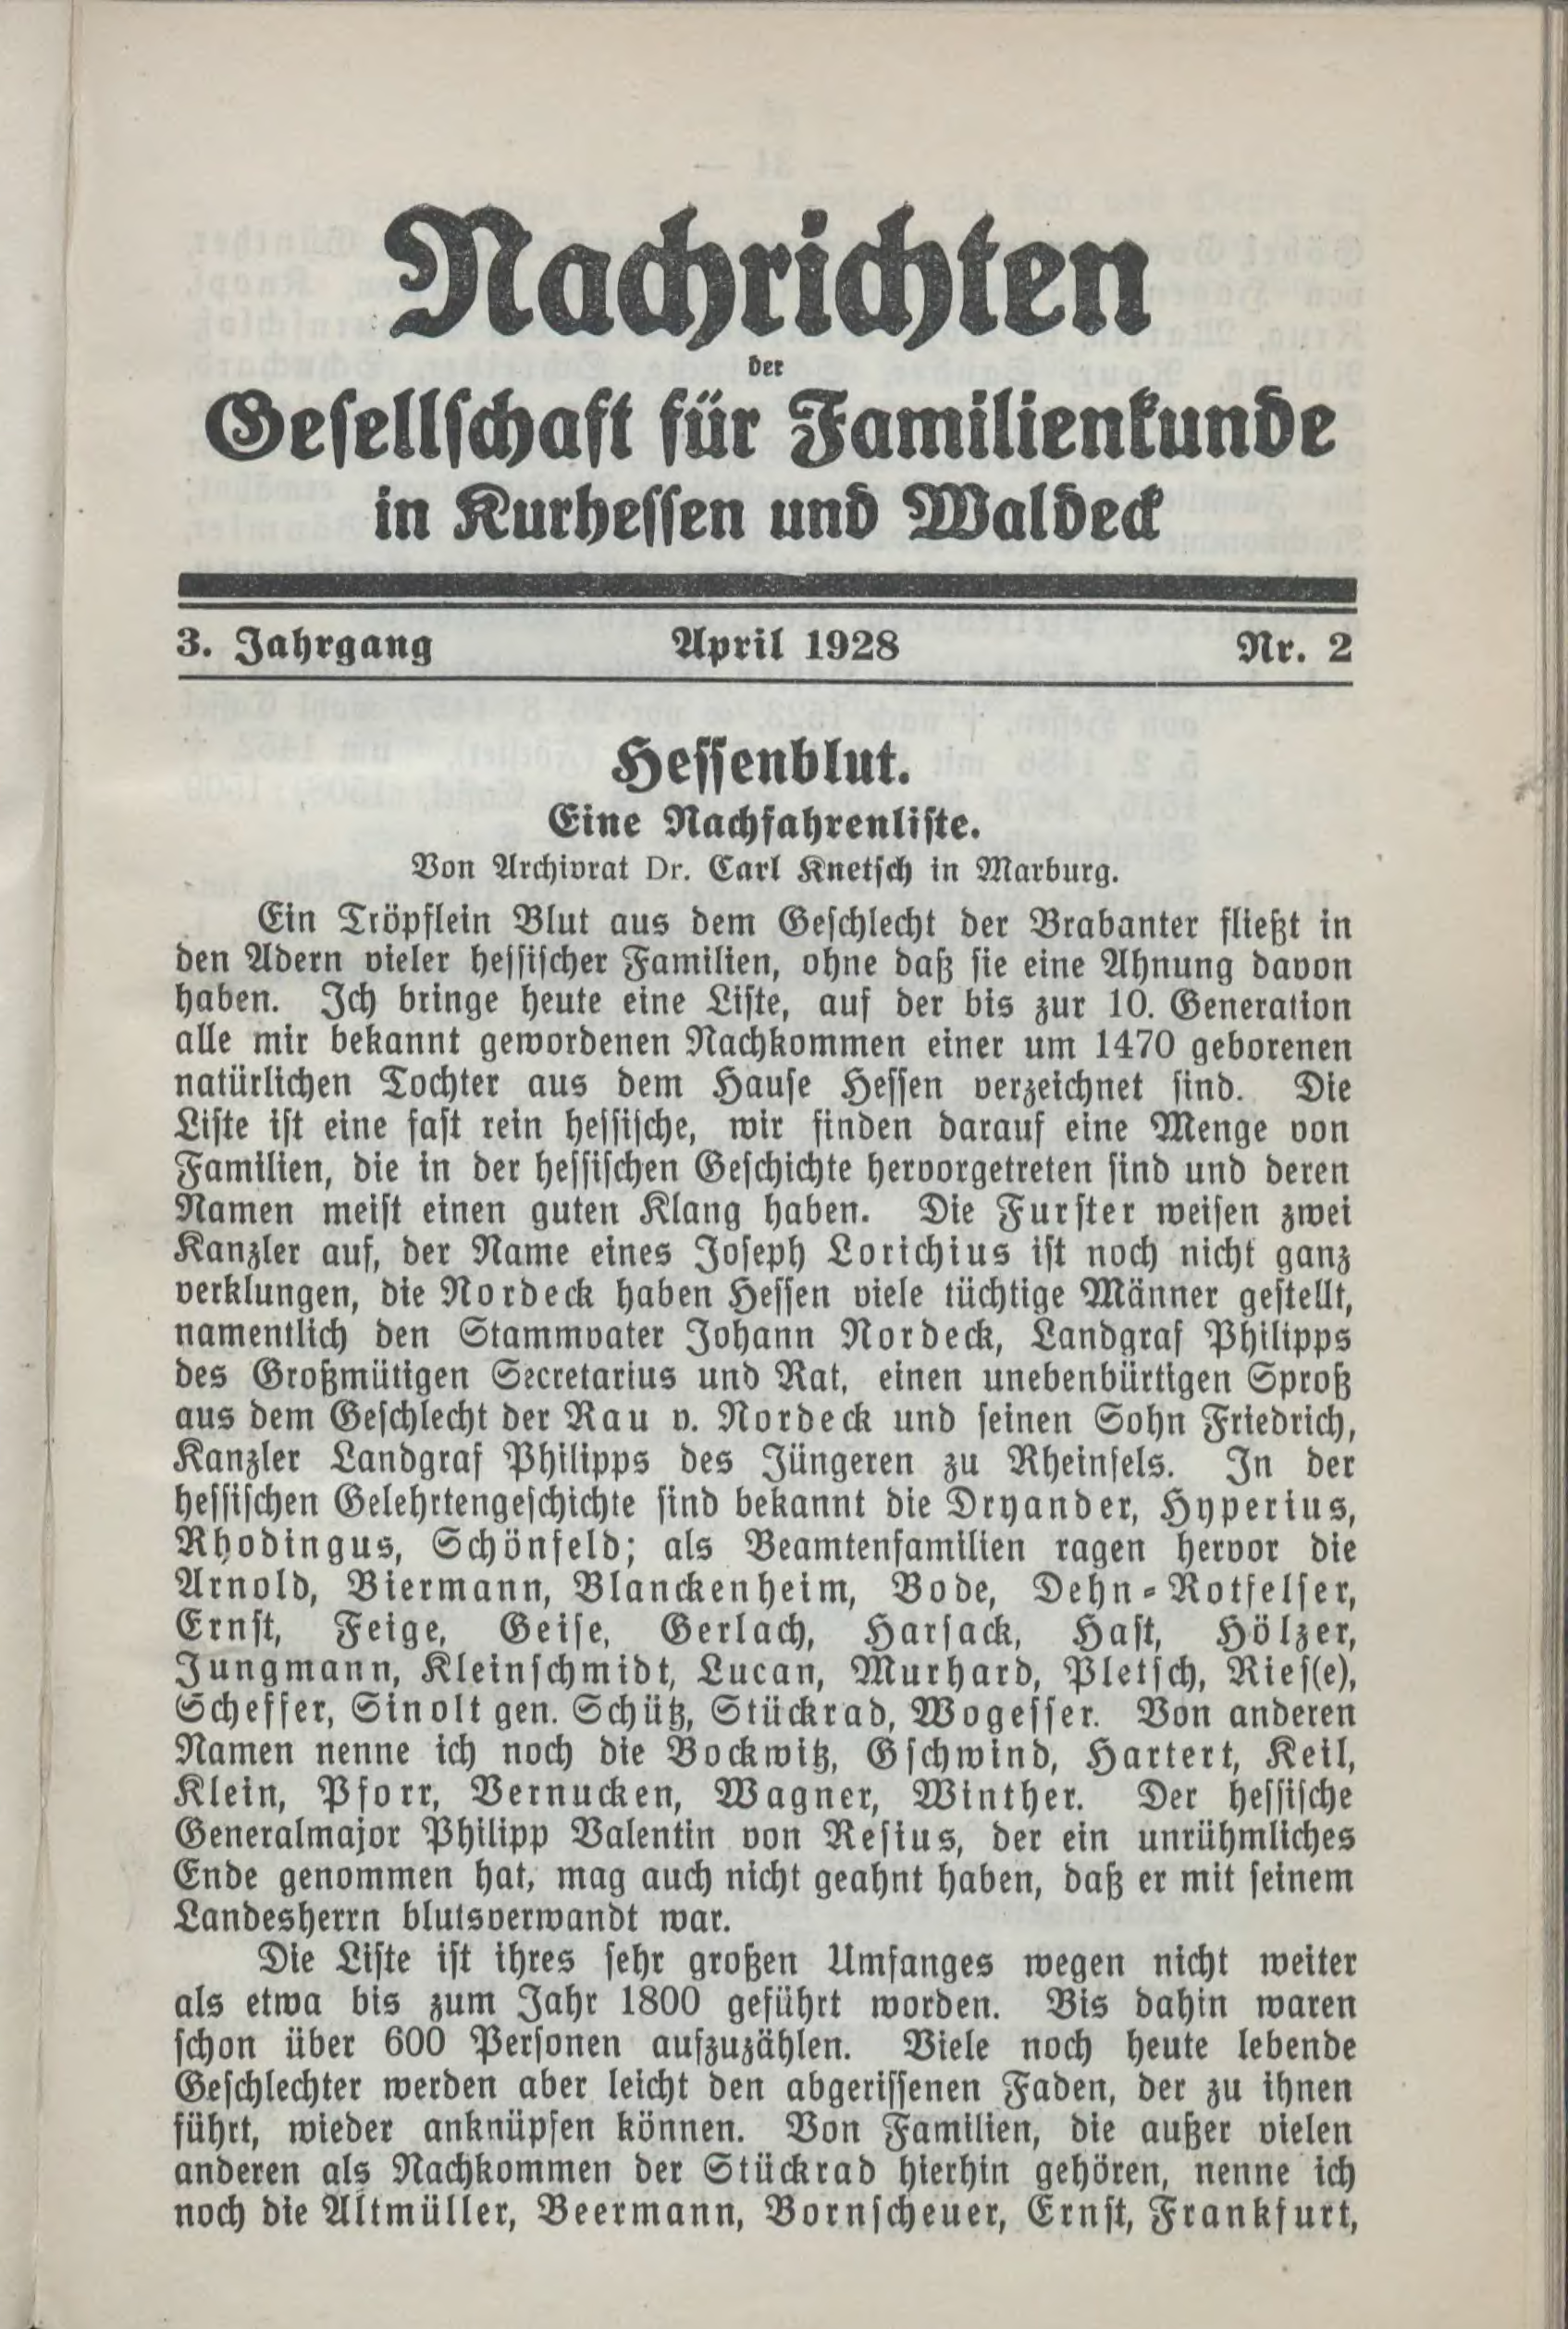 Nachrichten
der
Gesellschaft für Familienkunde
in Kurhessen und Waldeck
3. Jahrgang April 1928 Nr. 2
Hessenblut.
Eine Nachfahrenliste.
Von Archivrat Dr. Carl Knetsch in Marburg.
Ein Tröpflein Blut aus dem Geschlecht der Brabanter fließt in
den Adern vieler hessischer Familien, ohne daß sie eine Ahnung davon
haben. Ich bringe heute eine Liste, auf der bis zur 10. Generation
alle mir bekannt gewordenen Nachkommen einer um 1470 geborenen
natürlichen Tochter aus dem Hause Hessen verzeichnet sind. Die
Liste ist eine fast rein hessische, wir finden darauf eine Menge von
Familien, die in der hessischen Geschichte hervorgetreten sind und deren
Namen meist einen guten Klang haben. Die Furster weisen zwei
Kanzler auf, der Name eines Joseph Lorichius ist noch nicht ganz
verklungen, die Nordeck haben Hessen viele tüchtige Männer gestellt,
namentlich den Stammvater Johann Nordeck, Landgraf Philipps
des Großmütigen Secretarius und Rat, einen unebenbürtigen Sproß
aus dem Geschlecht der Rau v. Nordeck und seinen Sohn Friedrich,
Kanzler Landgraf Philipps des Jüngeren zu Rheinfels. In der
hessischen Gelehrtengeschichte sind bekannt die Dryander, Hyperius,
Rhodingus, Schönfeld; als Beamtenfamilien ragen hervor die
Arnold, Biermann, Blanckenheim, Bode, Dehn-Rotfelser,
Ernst, Feige, Geise, Gerlach, Harsack, Hast, Hölzer,
Jungmann, Kleinschmidt, Lucan, Murhard, Pletsch, Ries(e),
Scheffer, Sinolt gen. Schütz, Stückrad, Wogesser. Von anderen
Namen nenne ich noch die Bockwitz, Gschwind, Hartert, Keil,
Klein, Pforr, Vernucken, Wagner, Winther. Der hessische
Generalmajor Philipp Valentin von Resius, der ein unrühmliches
Ende genommen hat, mag auch nicht geahnt haben, daß er mit seinem
Landesherrn blutsverwandt war.
Die Liste ist ihres sehr großen Umfanges wegen nicht weiter
als etwa bis zum Jahr 1800 geführt worden. Bis dahin waren
schon über 600 Personen aufzuzählen. Viele noch heute lebende
Geschlechter werden aber leicht den abgerissenen Faden, der zu ihnen
führt, wieder anknüpfen können. Von Familien, die außer vielen
anderen als Nachkommen der Stückrad hierhin gehören, nenne ich
noch die Altmüller, Beermann, Bornscheuer, Ernst, Frankfurt,